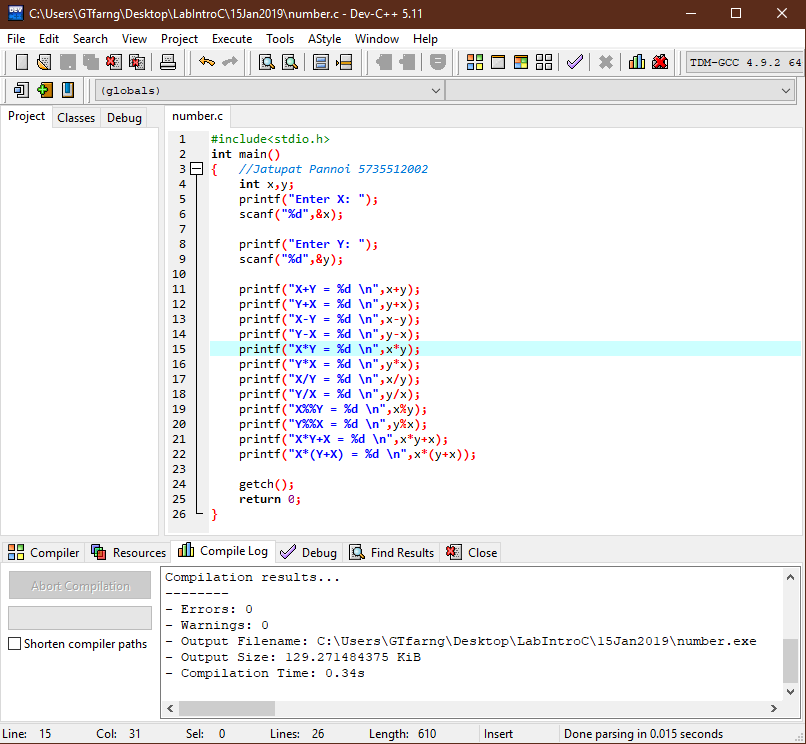 C:\Users\GTfarng\Desktop\LabIntroC\15Jan2019\number.c - Dev-C++ 5.11
File Edit Search View Project Execute Tools AStyle Window Help
TDM-GCC 4.9.2 64
(globals)
Project Classes Debug number.c
1 #include<stdio.h>
2 int main()
3 { //Jatupat Pannoi 5735512002
4 int x,y;
5 printf("Enter X: ");
6 scanf("%d",&x);
7
8 printf("Enter Y: ");
9 scanf("%d",&y);
10
11 printf("X+Y = %d \n",x+y);
12 printf("Y+X = %d \n",y+x);
13 printf("X-Y = %d \n",x-y);
14 printf("Y-X = %d \n",y-x);
15 printf("X*Y = %d \n",x*y);
16 printf("Y*X = %d \n",y*x);
17 printf("X/Y = %d \n",x/y);
18 printf("Y/X = %d \n",y/x);
19 printf("X%%Y = %d \n",x%y);
20 printf("Y%%X = %d \n",y%x);
21 printf("X*Y+X = %d \n",x*y+x);
22 printf("X*(Y+X) = %d \n",x*(y+x));
23
24 getch();
25 return 0;
26 }
Compiler Resources Compile Log Debug Find Results Close
Abort Compilation
Shorten compiler paths
Compilation results...
--------
- Errors: 0
- Warnings: 0
- Output Filename: C:\Users\GTfarng\Desktop\LabIntroC\15Jan2019\number.exe
- Output Size: 129.271484375 KiB
- Compilation Time: 0.34s
Line: 15 Col: 31 Sel: 0 Lines: 26 Length: 610 Insert Done parsing in 0.015 seconds